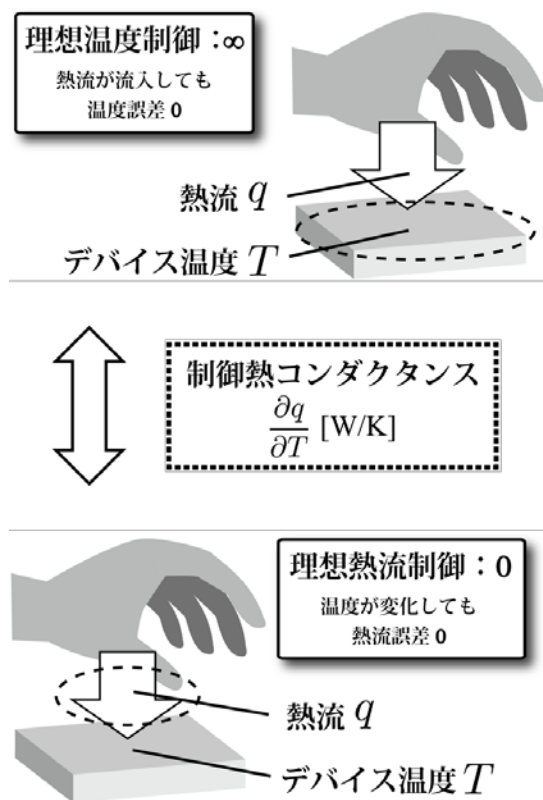 理想温度制御：∞
熱流が流入しても
温度誤差 0
熱流 q
デバイス温度 T
制御熱コンダクタンス
∂q/∂T [W/K]
理想熱流制御：0
温度が変化しても
熱流誤差 0
熱流 q
デバイス温度 T